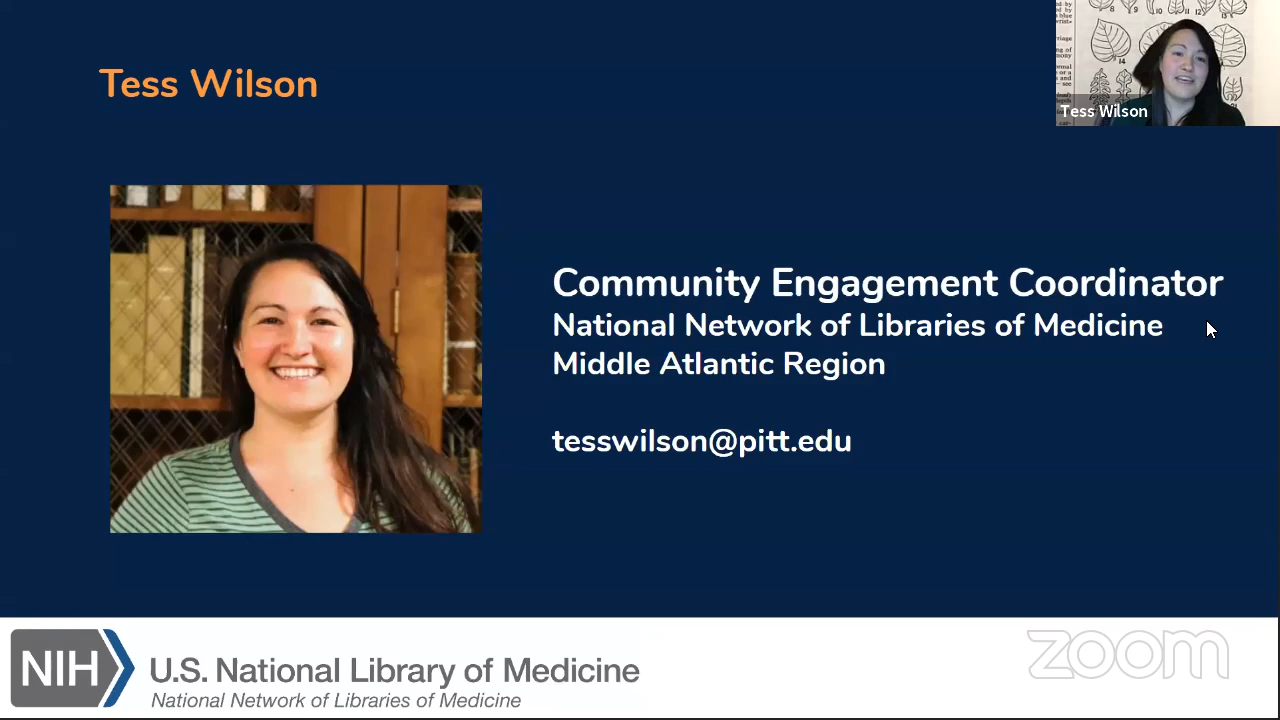 Tess Wilson
Tess Wilson
Community Engagement Coordinator
National Network of Libraries of Medicine
Middle Atlantic Region
tesswilson@pitt.edu
NIH
U.S. National Library of Medicine
National Network of Libraries of Medicine
zoom